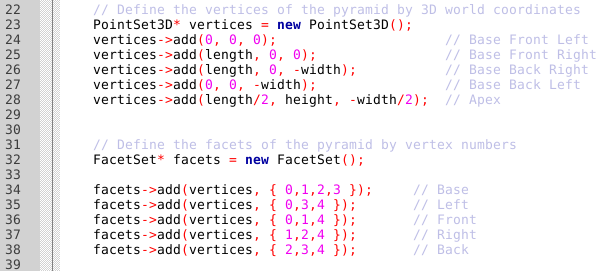 22 // Define the vertices of the pyramid by 3D world coordinates
23 PointSet3D* vertices = new PointSet3D();
24 vertices->add(0, 0, 0); // Base Front Left
25 vertices->add(length, 0, 0); // Base Front Right
26 vertices->add(length, 0, -width); // Base Back Right
27 vertices->add(0, 0, -width); // Base Back Left
28 vertices->add(length/2, height, -width/2); // Apex
29
30
31 // Define the facets of the pyramid by vertex numbers
32 FacetSet* facets = new FacetSet();
33
34 facets->add(vertices, { 0,1,2,3 }); // Base
35 facets->add(vertices, { 0,3,4 }); // Left
36 facets->add(vertices, { 0,1,4 }); // Front
37 facets->add(vertices, { 1,2,4 }); // Right
38 facets->add(vertices, { 2,3,4 }); // Back
39